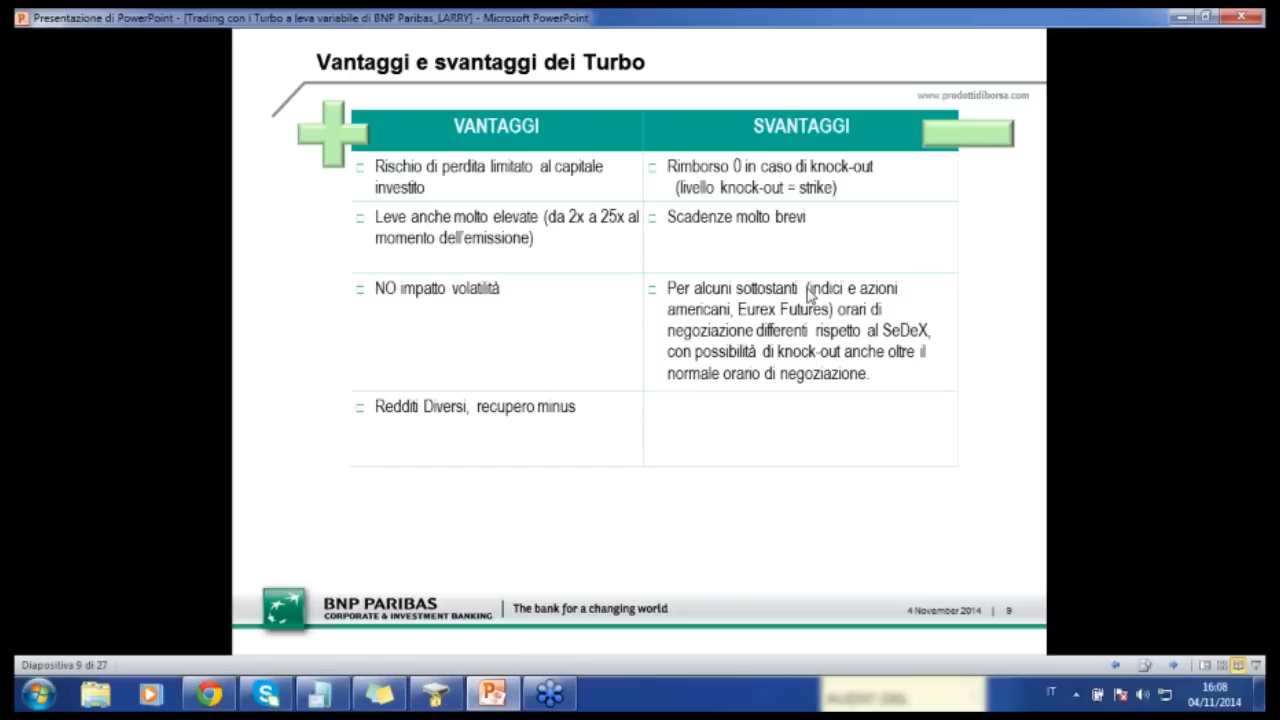 Presentazione di PowerPoint - [Trading con i Turbo a leva variabile di BNP Paribas_LARRY] - Microsoft PowerPoint
Vantaggi e svantaggi dei Turbo
www.prodottidiborsa.com
VANTAGGI
SVANTAGGI
Rischio di perdita limitato al capitale
investito
Rimborso 0 in caso di knock-out
(livello knock-out = strike)
Leve anche molto elevate (da 2x a 25x al
momento dell'emissione)
Scadenze molto brevi
NO impatto volatilità
Per alcuni sottostanti (indici e azioni
americani, Eurex Futures) orari di
negoziazione differenti rispetto al SeDeX,
con possibilità di knock-out anche oltre il
normale orario di negoziazione.
Redditi Diversi, recupero minus
BNP PARIBAS
CORPORATE & INVESTMENT BANKING
The bank for a changing world
4 November 2014 | 9
Diapositiva 9 di 27
IT
16:08
04/11/2014